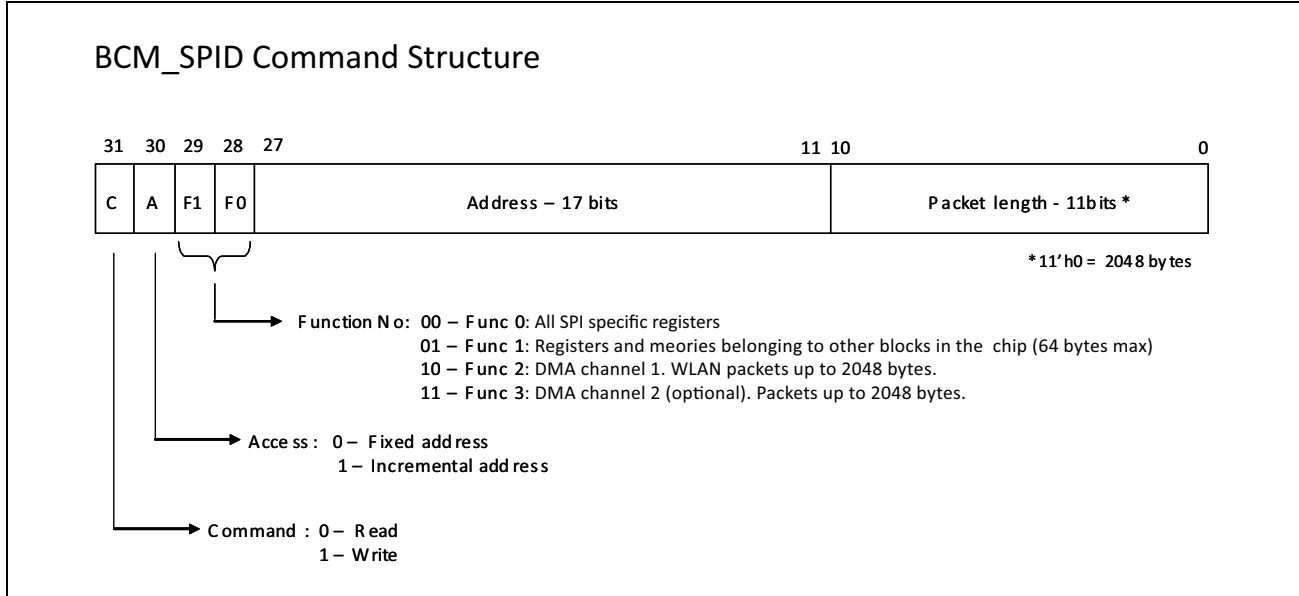 BCM_SPID Command Structure
31 30 29 28 27 11 10 0
C A F1 F0 Address – 17 bits Packet length - 11bits *
*11'h0 = 2048 bytes
Function No: 00 – Func 0: All SPI specific registers
01 – Func 1: Registers and meories belonging to other blocks in the chip (64 bytes max)
10 – Func 2: DMA channel 1. WLAN packets up to 2048 bytes.
11 – Func 3: DMA channel 2 (optional). Packets up to 2048 bytes.
Access: 0 – Fixed address
1 – Incremental address
Command : 0 – Read
1 – Write